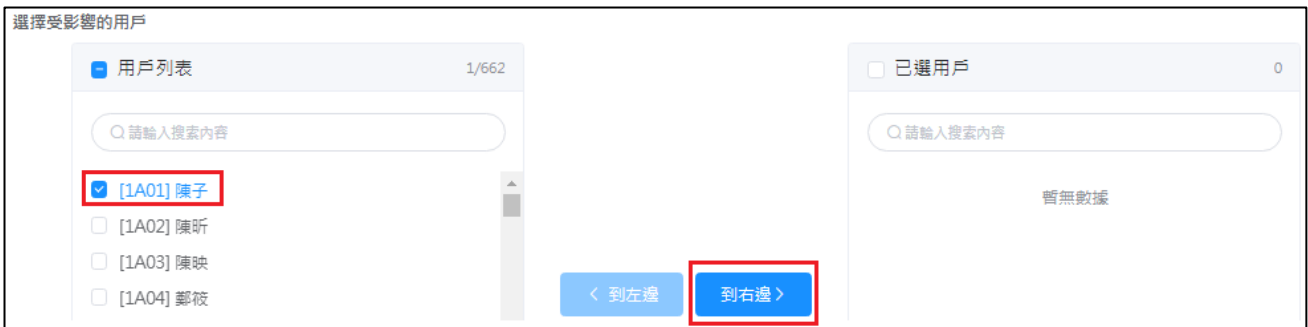 選擇受影響的用戶
用戶列表 1/662
已選用戶 0
請輸入搜索內容
請輸入搜索內容
[1A01] 陳子
[1A02] 陳昕
[1A03] 陳映
[1A04] 鄭筱
暫無數據
< 到左邊
到右邊 >